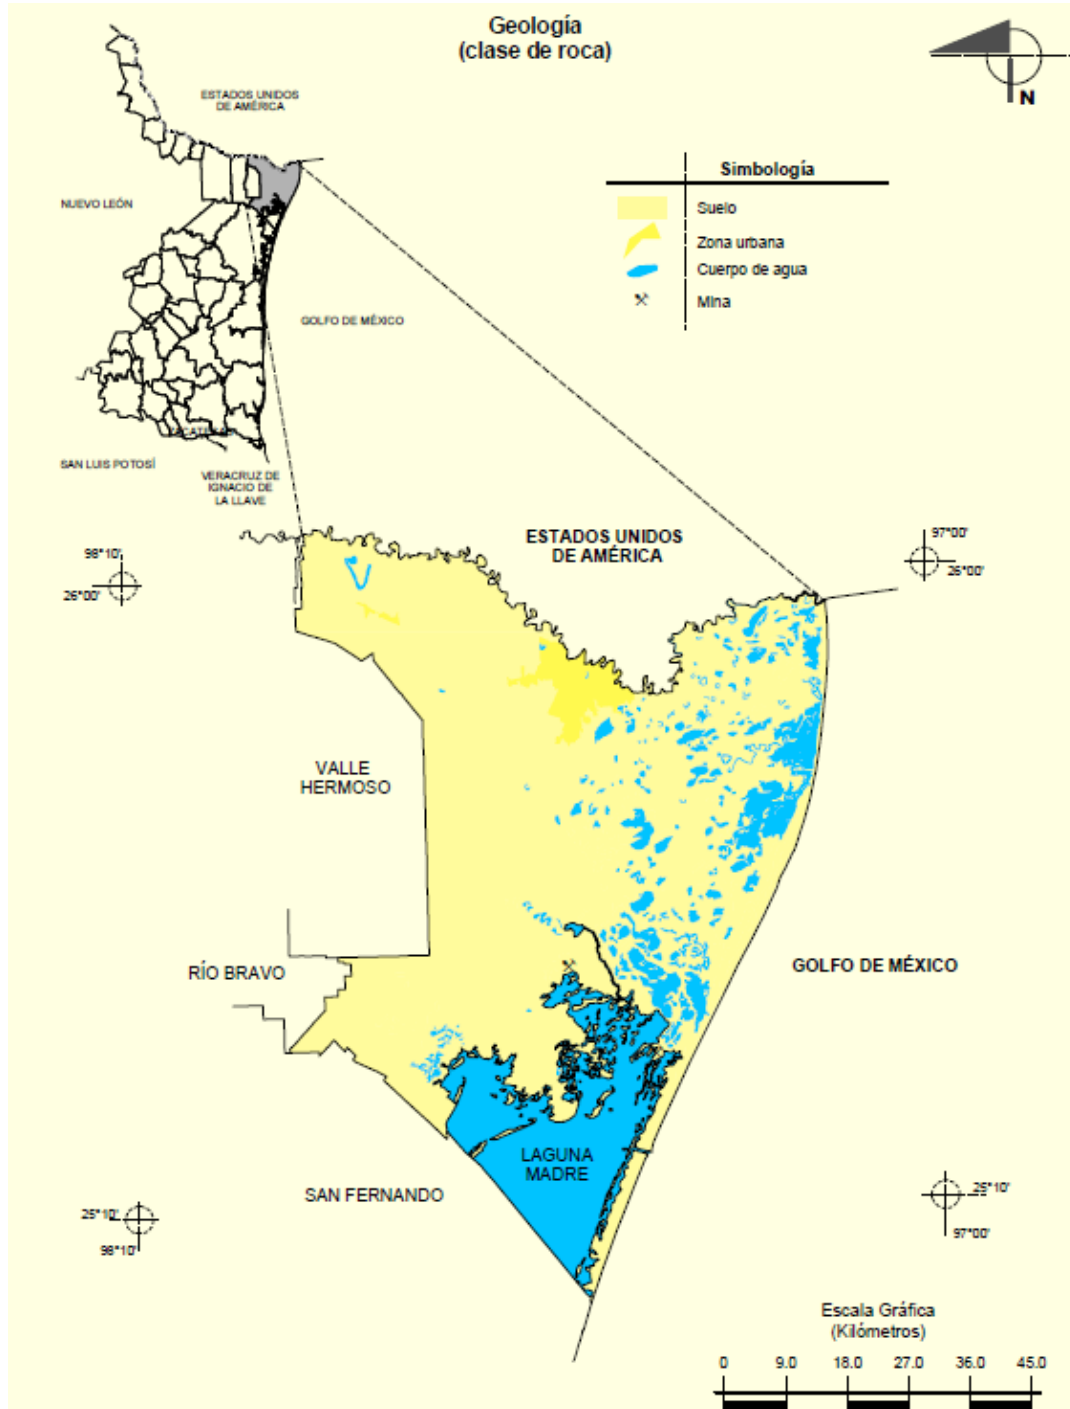 Geología
(clase de roca)
N
ESTADOS UNIDOS
DE AMÉRICA
NUEVO LEÓN
GOLFO DE MÉXICO
SAN LUIS POTOSÍ
VERACRUZ DE
IGNACIO DE
LA LLAVE
Simbología
Suelo
Zona urbana
Cuerpo de agua
Mina
98°10'
26°00'
ESTADOS UNIDOS
DE AMÉRICA
97°00'
26°00'
VALLE
HERMOSO
RÍO BRAVO
GOLFO DE MÉXICO
LAGUNA
MADRE
SAN FERNANDO
25°10'
98°10'
25°10'
97°00'
Escala Gráfica
(Kilómetros)
0 9.0 18.0 27.0 36.0 45.0